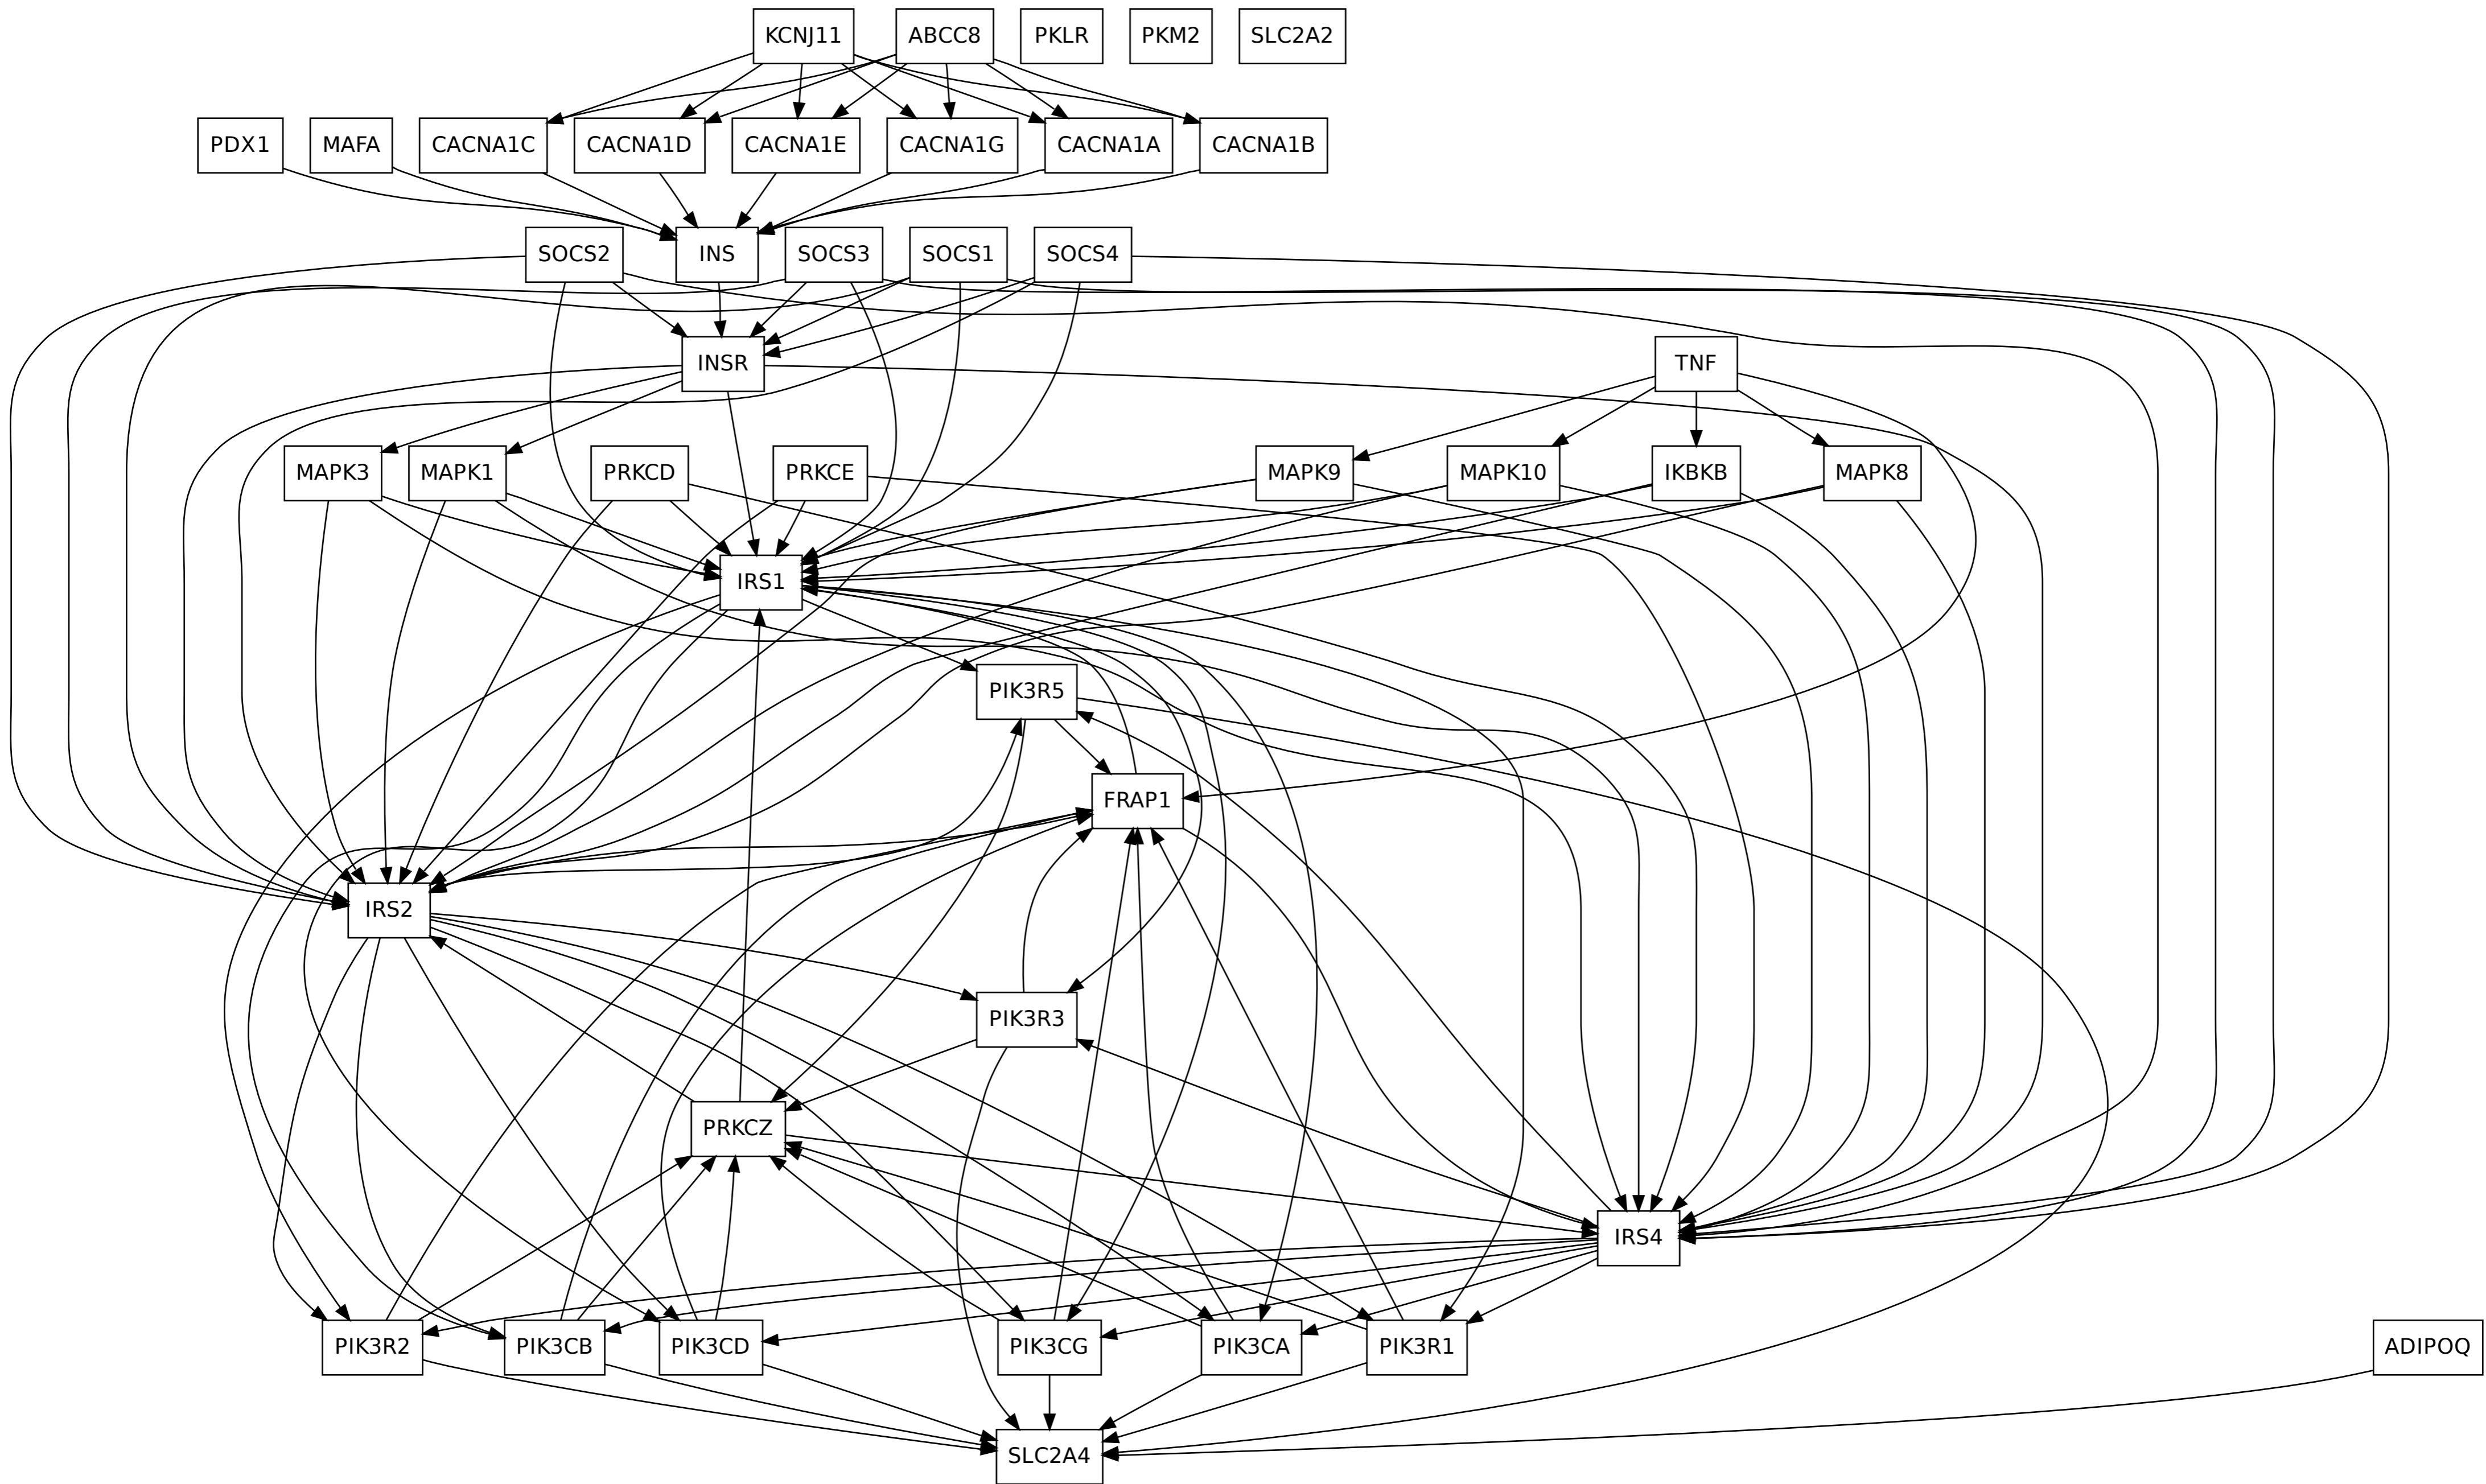 KCNJ11 ABCC8 PKLR PKM2 SLC2A2
PDX1 MAFA CACNA1C CACNA1D CACNA1E CACNA1G CACNA1A CACNA1B
SOCS2 INS SOCS3 SOCS1 SOCS4
INSR TNF
MAPK3 MAPK1 PRKCD PRKCE MAPK9 MAPK10 IKBKB MAPK8
IRS1
PIK3R5
FRAP1
IRS2
PIK3R3
PRKCZ
IRS4
PIK3R2 PIK3CB PIK3CD PIK3CG PIK3CA PIK3R1 ADIPOQ
SLC2A4